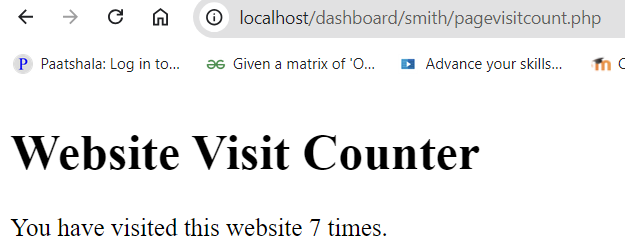 localhost/dashboard/smith/pagevisitcount.php
P Paatshala: Log in to... Given a matrix of 'O... Advance your skills...
Website Visit Counter
You have visited this website 7 times.